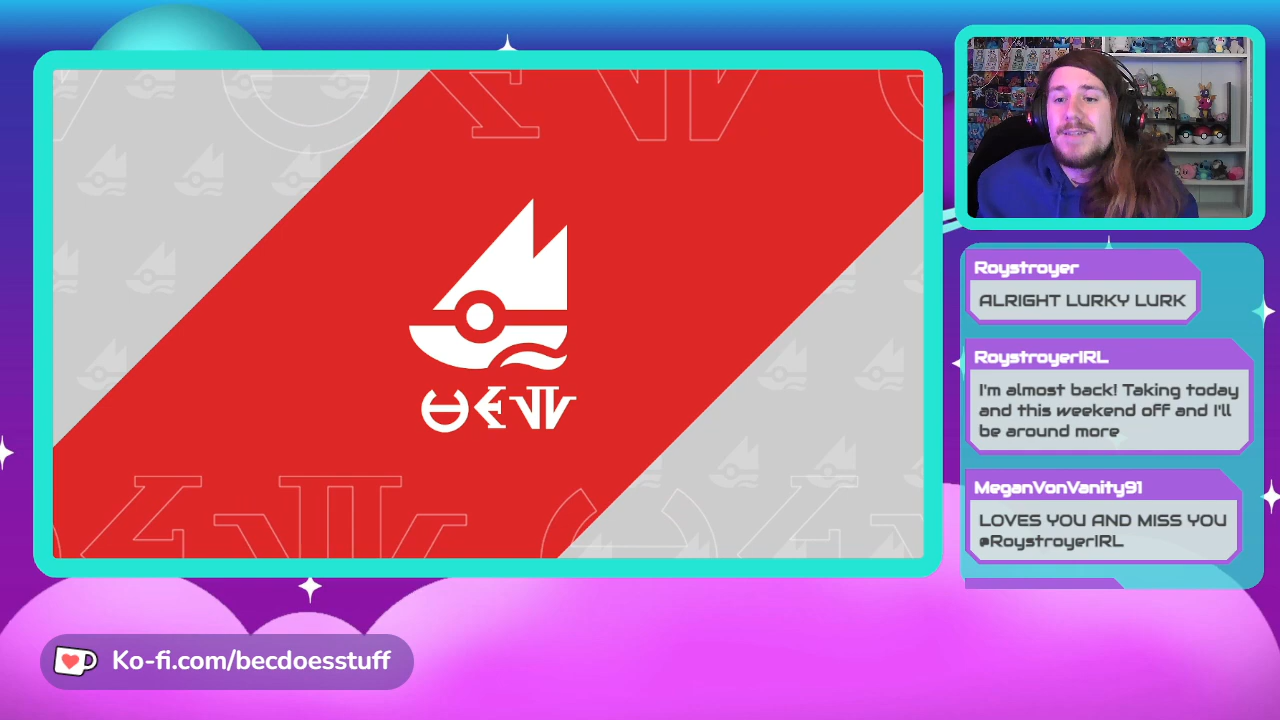 Roystroyer
ALRIGHT LURKY LURK
RoystroyerIRL
I'm almost back! Taking today
and this weekend off and I'll
be around more
MeganVonVanity91
LOVES YOU AND MISS YOU
@RoystroyerIRL
Ko-fi.com/becdoesstuff